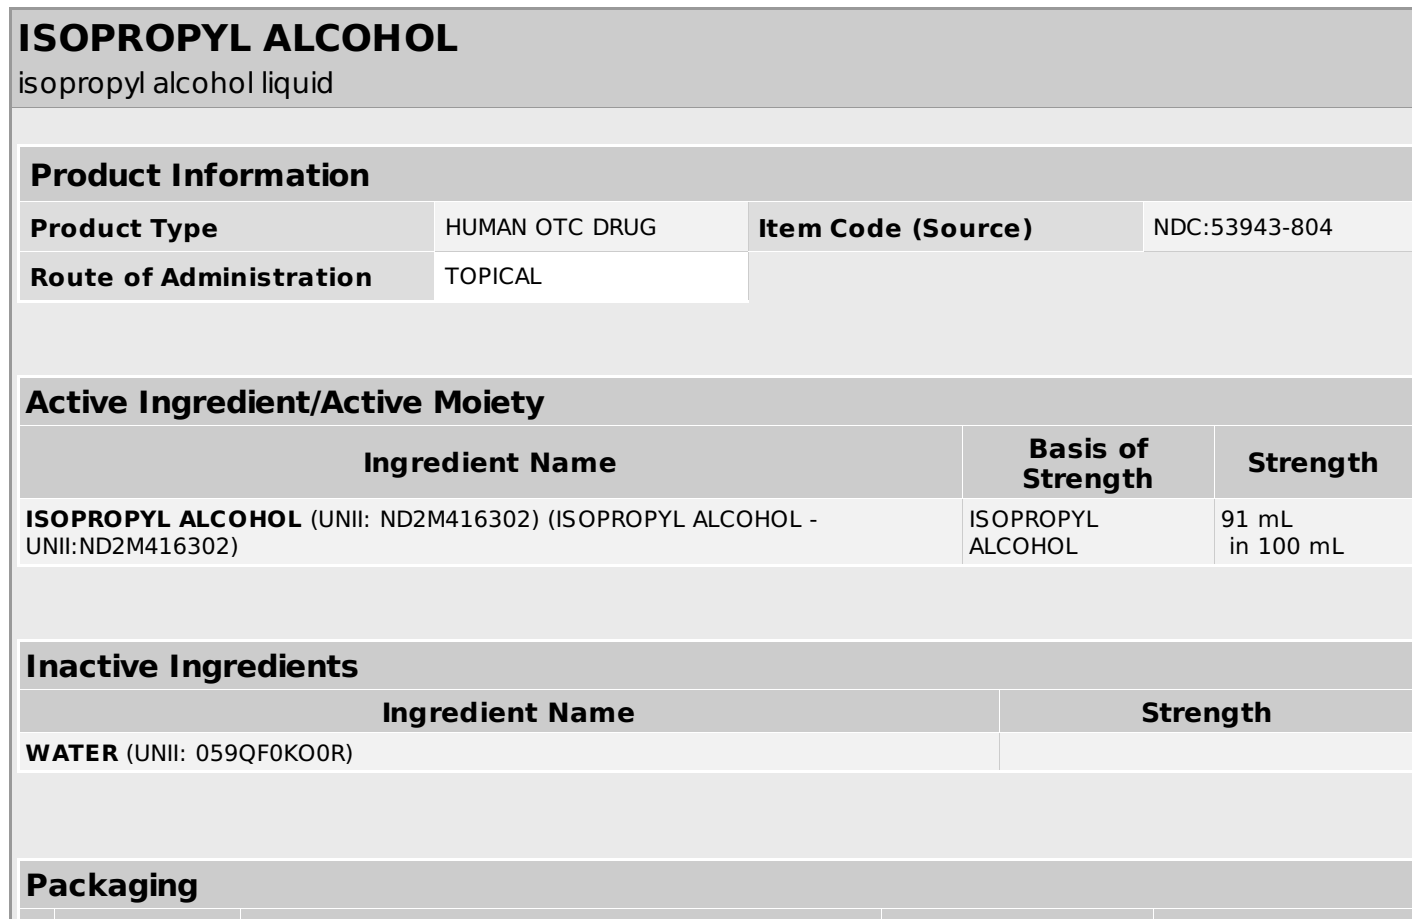 ISOPROPYL ALCOHOL
isopropyl alcohol liquid
Product Information
Product Type HUMAN OTC DRUG Item Code (Source) NDC:53943-804
Route of Administration TOPICAL
Active Ingredient/Active Moiety
Ingredient Name Basis of Strength Strength
ISOPROPYL ALCOHOL (UNII: ND2M416302) (ISOPROPYL ALCOHOL - ISOPROPYL 91 mL
UNII:ND2M416302) ALCOHOL in 100 mL
Inactive Ingredients
Ingredient Name Strength
WATER (UNII: 059QF0KO0R)
Packaging